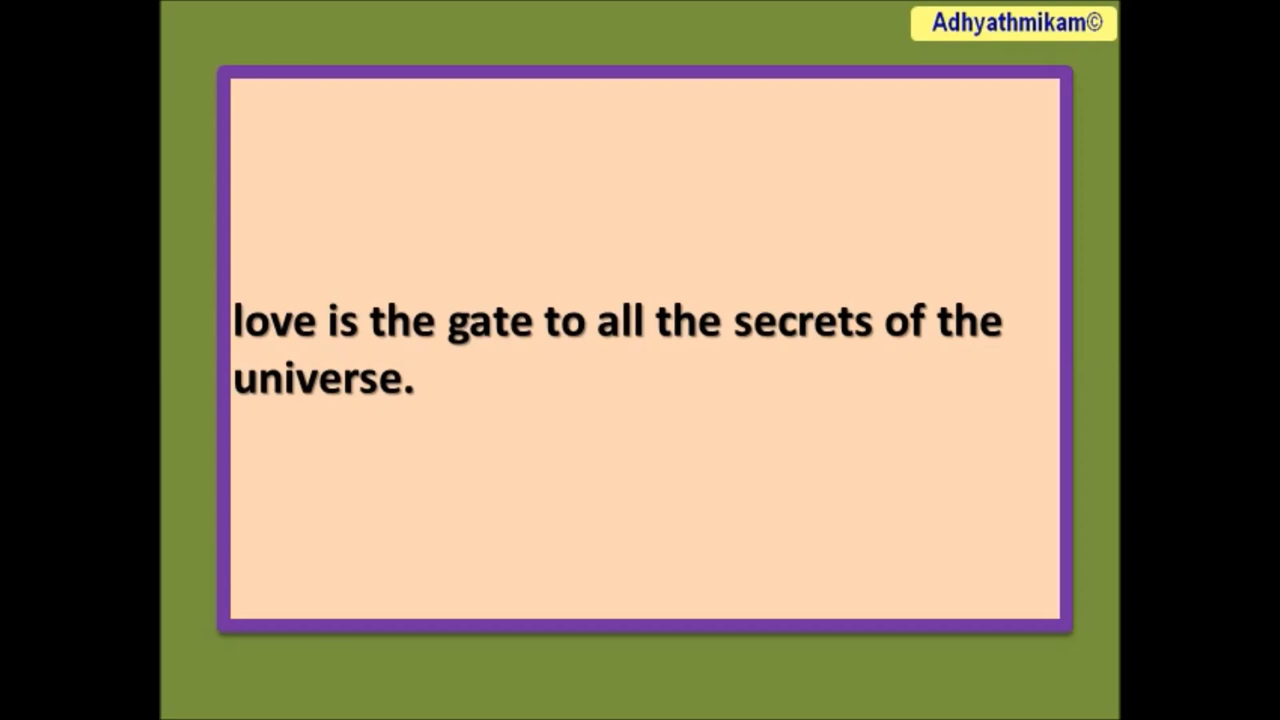 Adhyathmikam©
love is the gate to all the secrets of the
universe.